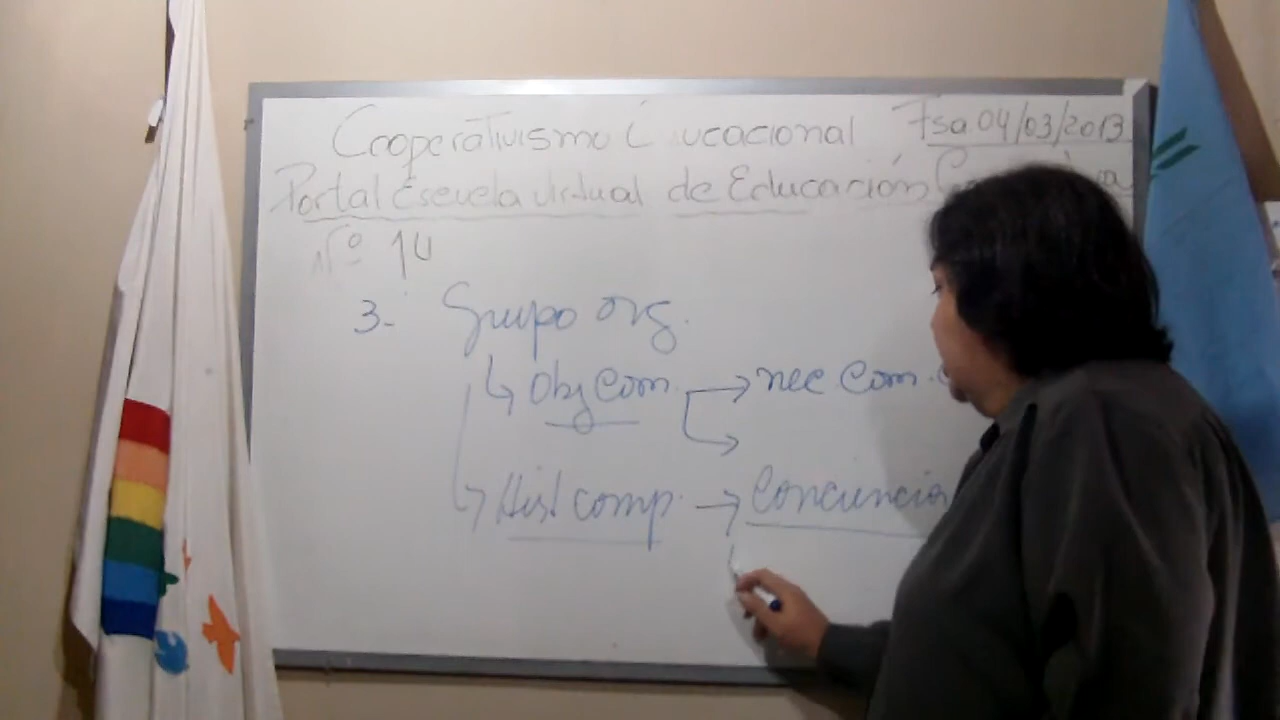 Cooperativismo E ucacional Fsa. 04/03/2013
Portal Escuela virtual de Educación
Nº 14
3- Grupo org.
Obj Com. → nec Com.
Hist comp. → Conciencia